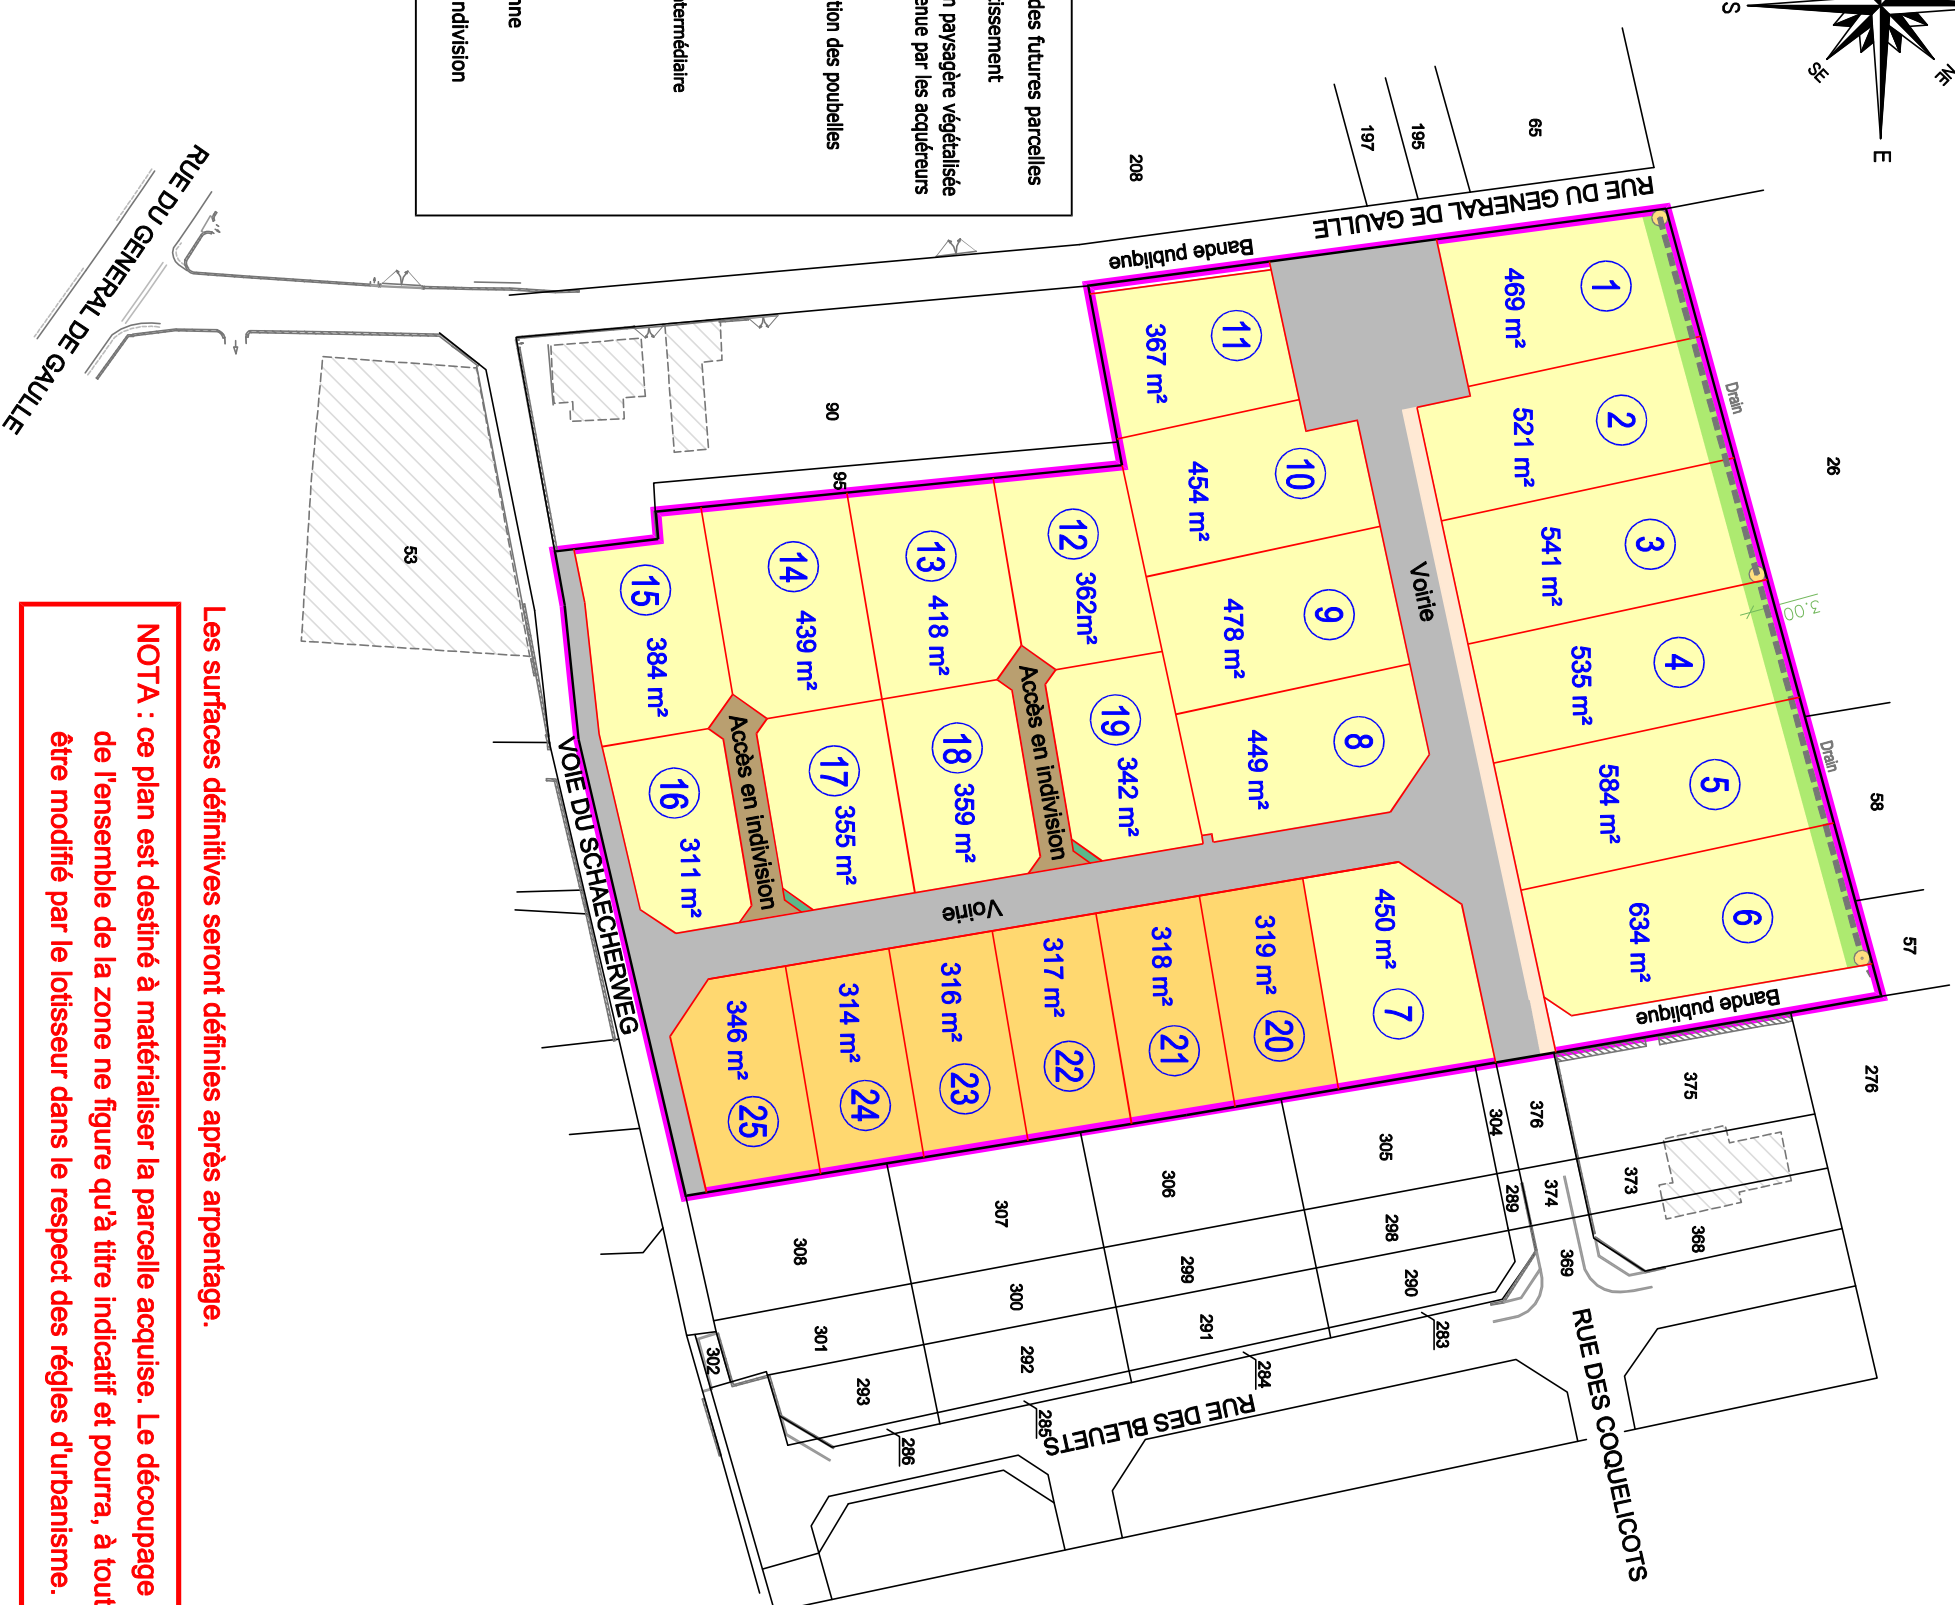 S
SE
E
NE
des futures parcelles
issement
n paysagère végétalisée
enue par les acquéreurs
tion des poubelles
ntermédiaire
nne
ndivision
RUE DU GENERAL DE GAULLE
RUE DU GENERAL DE GAULLE
Bande publique
65
195
197
208
26
58
57
276
90
95
53
Drain
Drain
3.00
1
469 m²
2
521 m²
3
541 m²
4
535 m²
5
584 m²
6
634 m²
Bande publique
Voirie
11
367 m²
10
454 m²
9
478 m²
8
449 m²
7
450 m²
12
362m²
13
418 m²
14
439 m²
15
384 m²
16
311 m²
17
355 m²
18
359 m²
19
342 m²
Accès en indivision
Accès en indivision
Voirie
20
319 m²
21
318 m²
22
317 m²
23
316 m²
24
314 m²
25
346 m²
VOIE DU SCHAECHERWEG
375
376
304
305
306
307
308
373
374
289
298
299
300
301
302
368
369
290
291
292
293
283
284
285
286
RUE DES BLEUETS
RUE DES COQUELICOTS
Les surfaces définitives seront définies après arpentage.
NOTA : ce plan est destiné à matérialiser la parcelle acquise. Le découpage
de l'ensemble de la zone ne figure qu'à titre indicatif et pourra, à tout
être modifié par le lotisseur dans le respect des régles d'urbanisme.